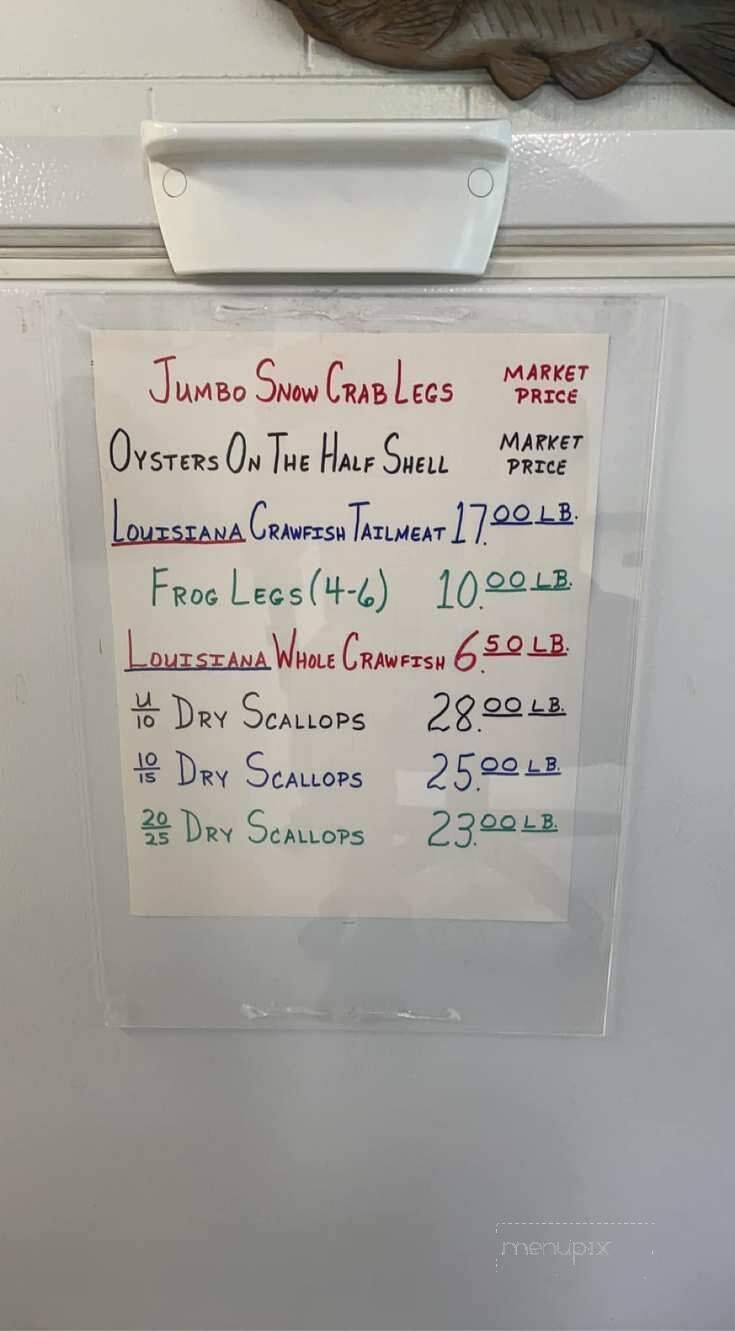 JUMBO SNOW CRAB LEGS MARKET PRICE
OYSTERS ON THE HALF SHELL MARKET PRICE
LOUISIANA CRAWFISH TAILMEAT 17.00 LB.
FROG LEGS (4-6) 10.00 LB.
LOUISIANA WHOLE CRAWFISH 6.50 LB.
U/10 DRY SCALLOPS 28.00 LB.
10/15 DRY SCALLOPS 25.00 LB.
20/25 DRY SCALLOPS 23.00 LB.
menupix